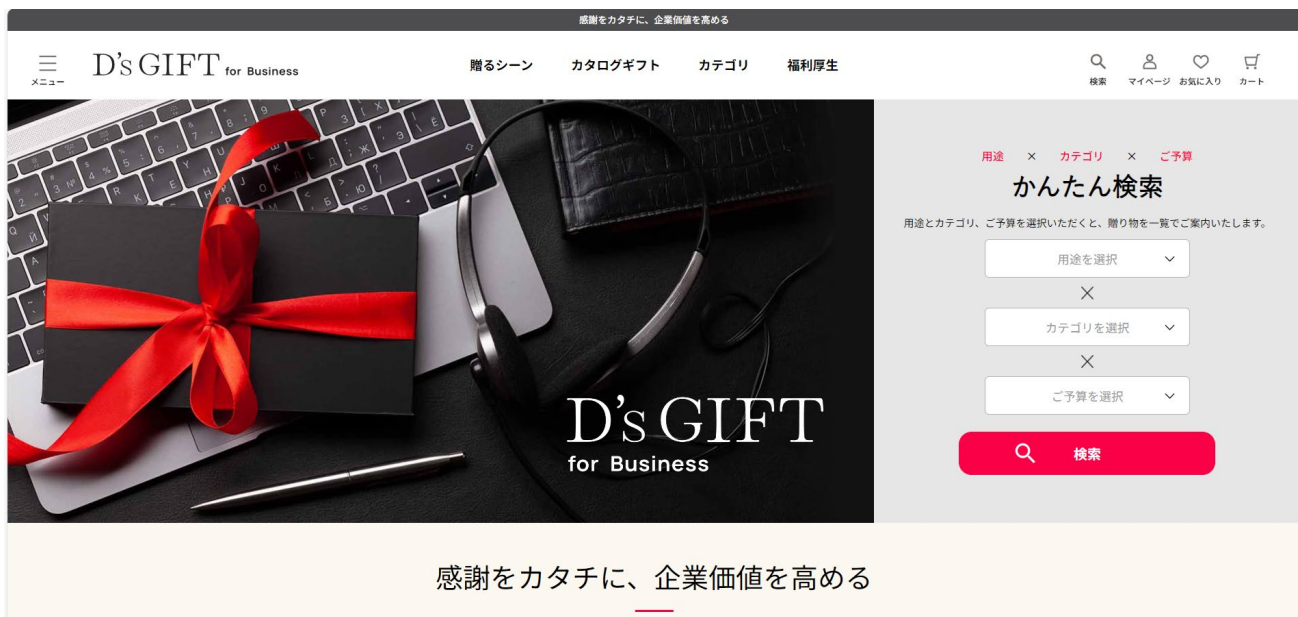 感謝をカタチに、企業価値を高める
メニュー
D's GIFT for Business
贈るシーン
カタログギフト
カテゴリ
福利厚生
検索
マイページ
お気に入り
カート
D's GIFT
for Business
用途 × カテゴリ × ご予算
かんたん検索
用途とカテゴリ、ご予算を選択いただくと、贈り物を一覧でご案内いたします。
用途を選択
×
カテゴリを選択
×
ご予算を選択
検索
感謝をカタチに、企業価値を高める